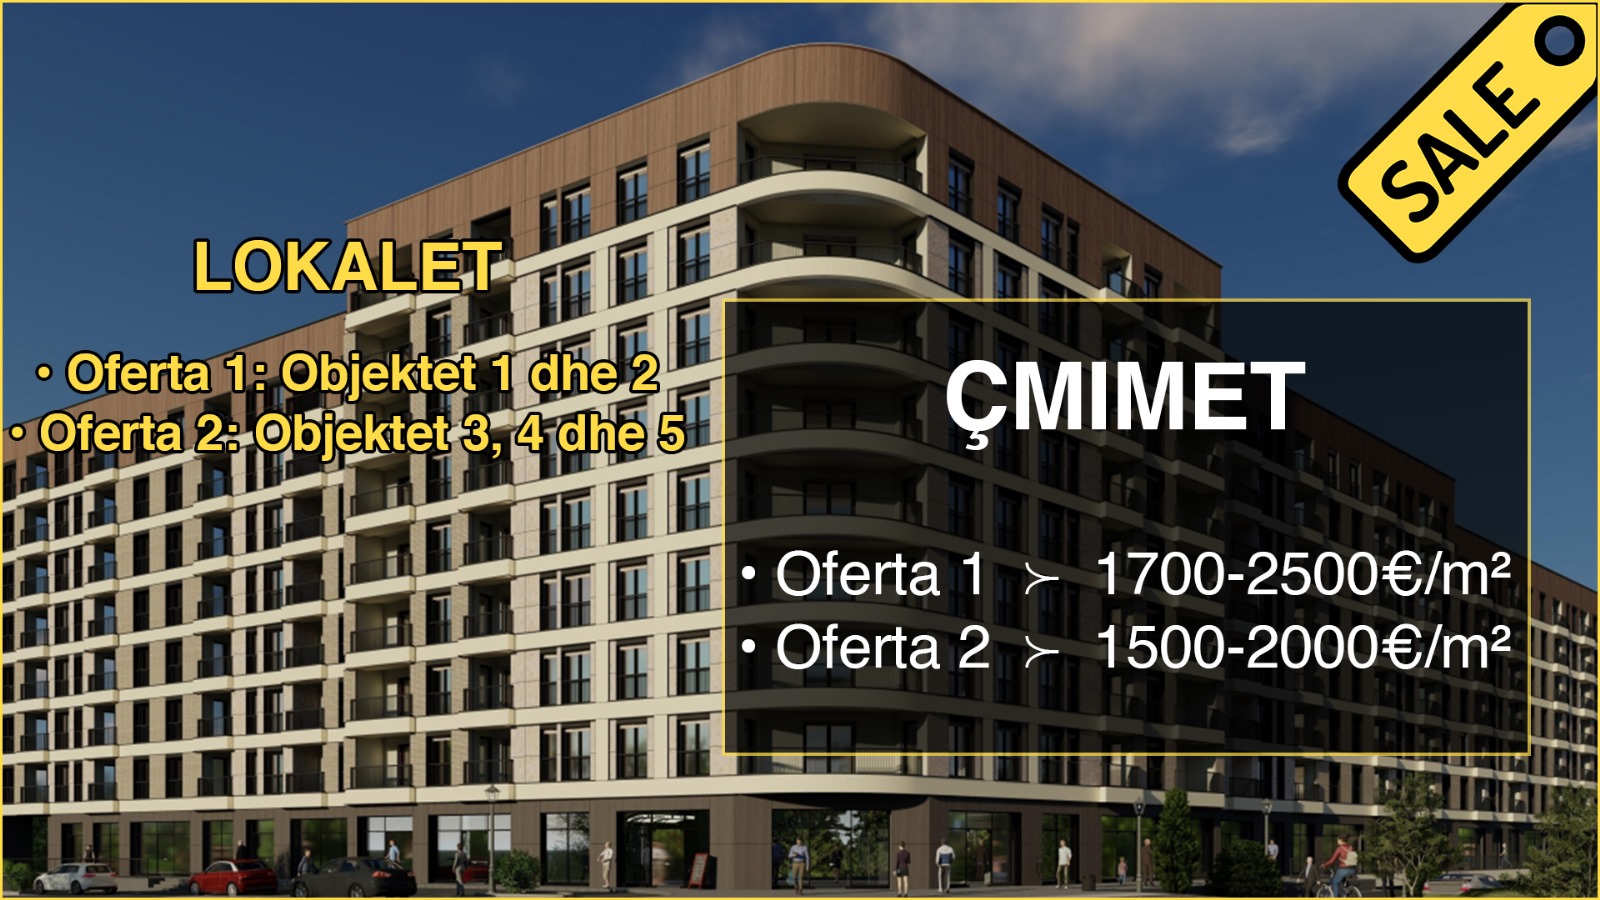 SALE
LOKALET
• Oferta 1: Objektet 1 dhe 2
• Oferta 2: Objektet 3, 4 dhe 5
ÇMIMET
• Oferta 1 ≻ 1700-2500€/m²
• Oferta 2 ≻ 1500-2000€/m²